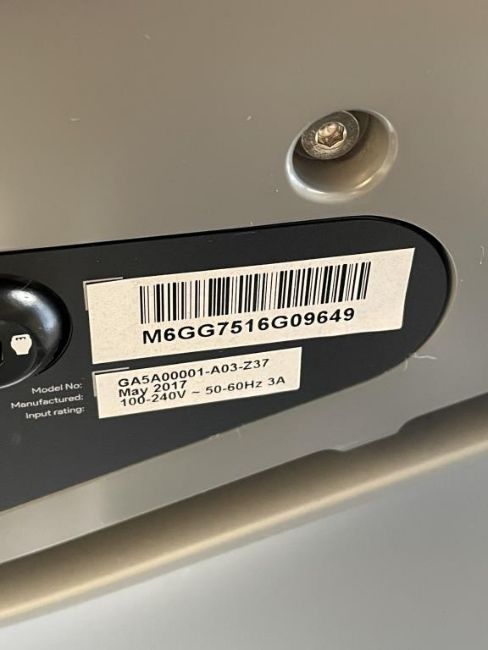 M6GG7516G09649
Model No: GA5A00001-A03-Z37
Manufactured: May 2017
Input rating: 100-240V ~ 50-60Hz 3A